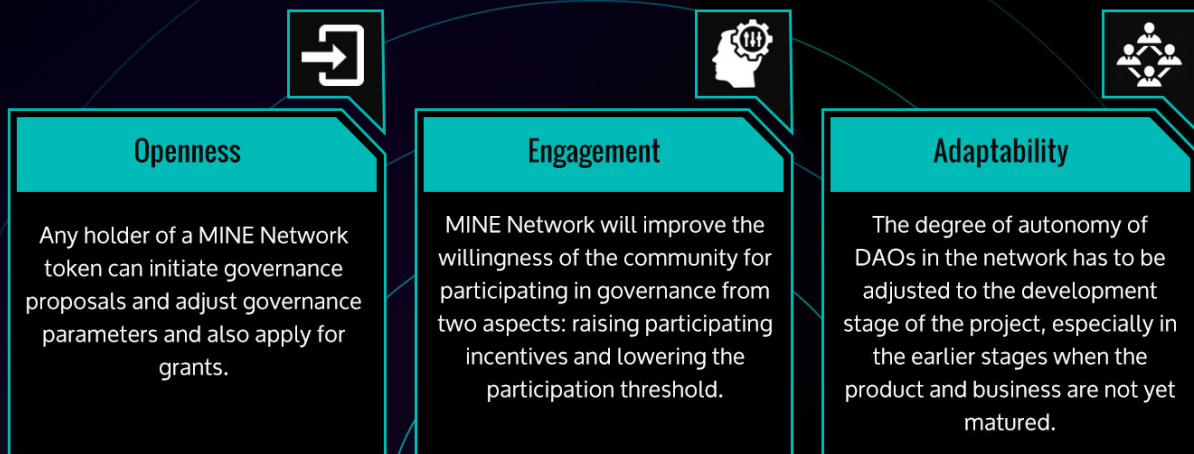 Openness
Any holder of a MINE Network
token can initiate governance
proposals and adjust governance
parameters and also apply for
grants.
Engagement
MINE Network will improve the
willingness of the community for
participating in governance from
two aspects: raising participating
incentives and lowering the
participation threshold.
Adaptability
The degree of autonomy of
DAOs in the network has to be
adjusted to the development
stage of the project, especially in
the earlier stages when the
product and business are not yet
matured.